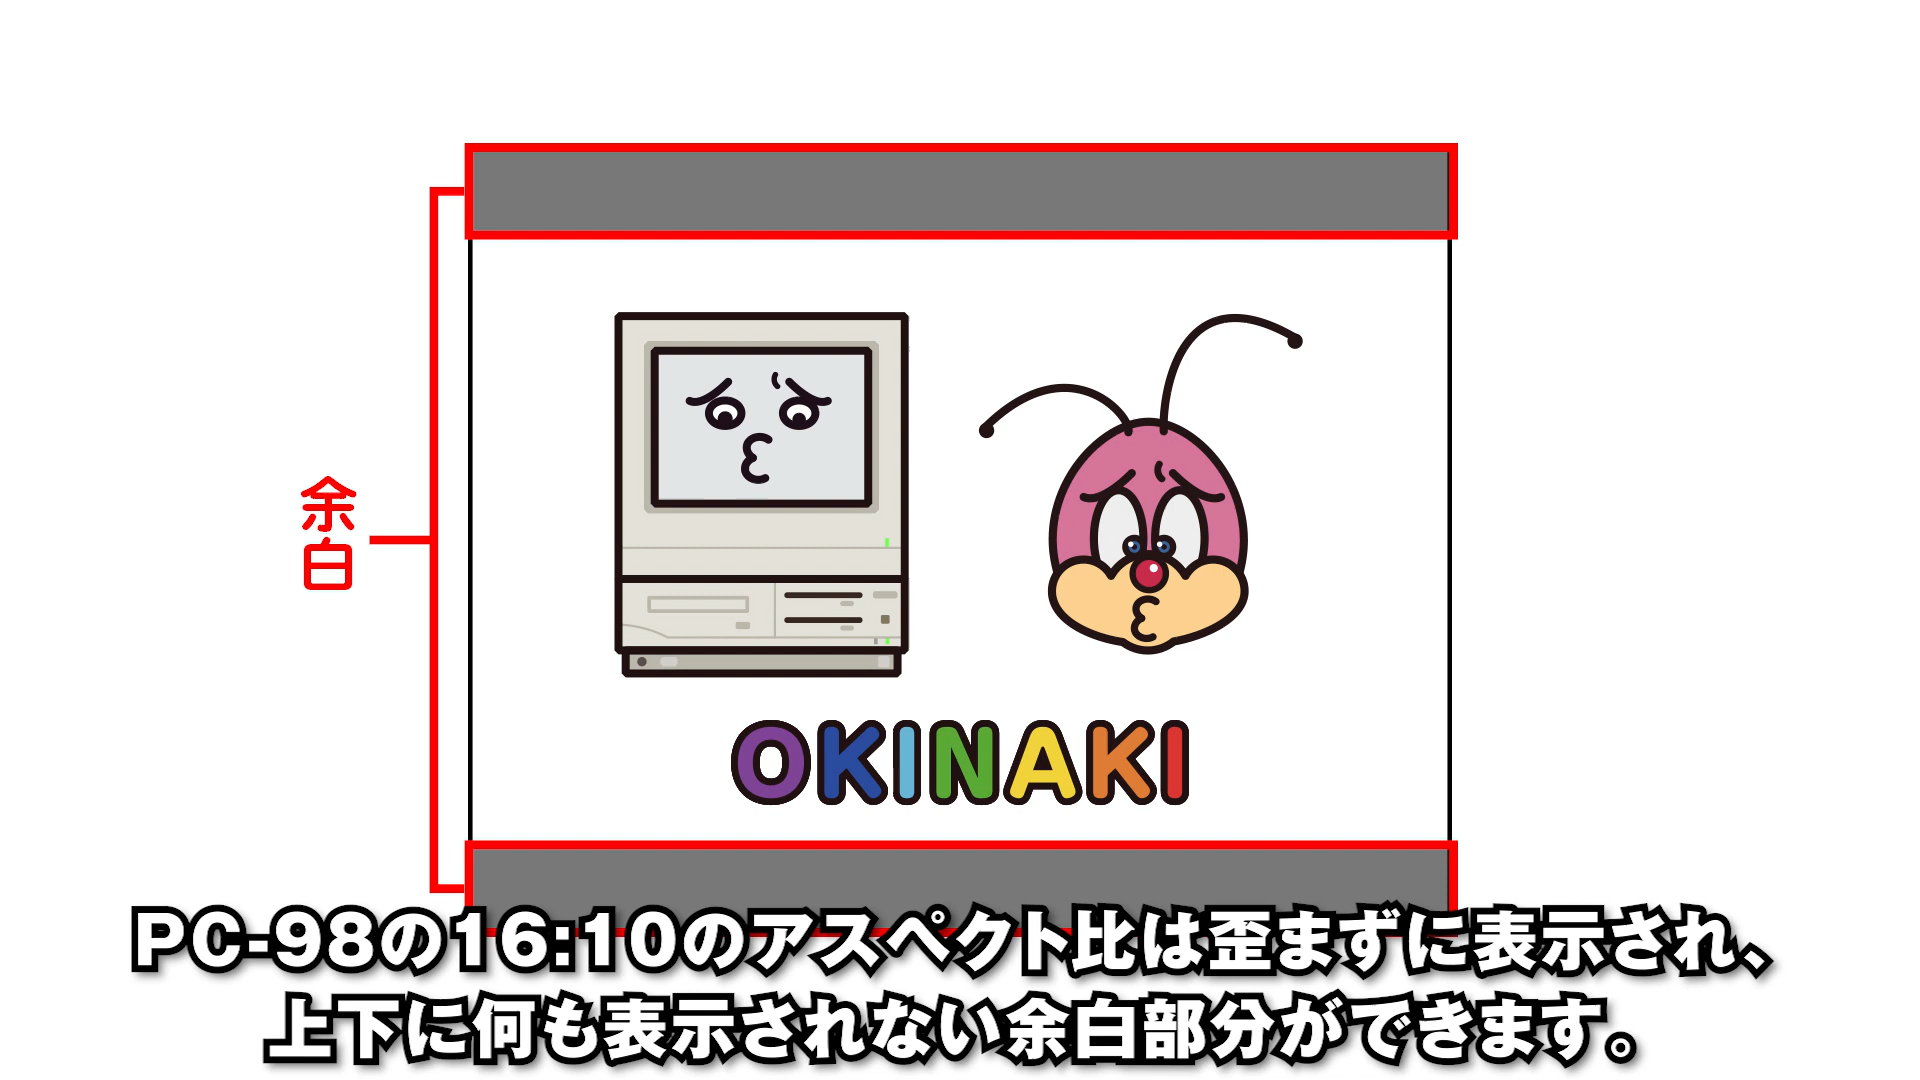 余白
OKINAKI
PC-98の16:10のアスペクト比は歪まずに表示され、
上下に何も表示されない余白部分ができます。